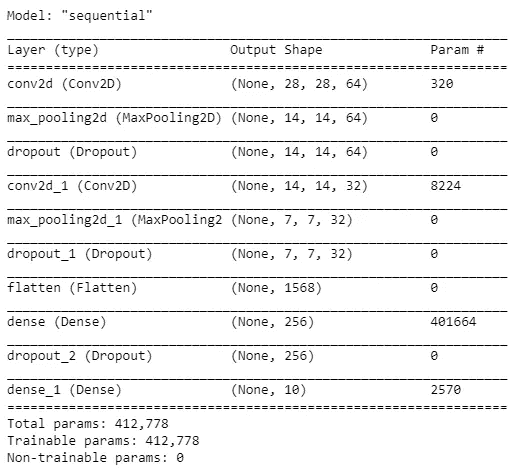 Model: "sequential"
Layer (type) Output Shape Param #
conv2d (Conv2D) (None, 28, 28, 64) 320
max_pooling2d (MaxPooling2D) (None, 14, 14, 64) 0
dropout (Dropout) (None, 14, 14, 64) 0
conv2d_1 (Conv2D) (None, 14, 14, 32) 8224
max_pooling2d_1 (MaxPooling2 (None, 7, 7, 32) 0
dropout_1 (Dropout) (None, 7, 7, 32) 0
flatten (Flatten) (None, 1568) 0
dense (Dense) (None, 256) 401664
dropout_2 (Dropout) (None, 256) 0
dense_1 (Dense) (None, 10) 2570
Total params: 412,778
Trainable params: 412,778
Non-trainable params: 0